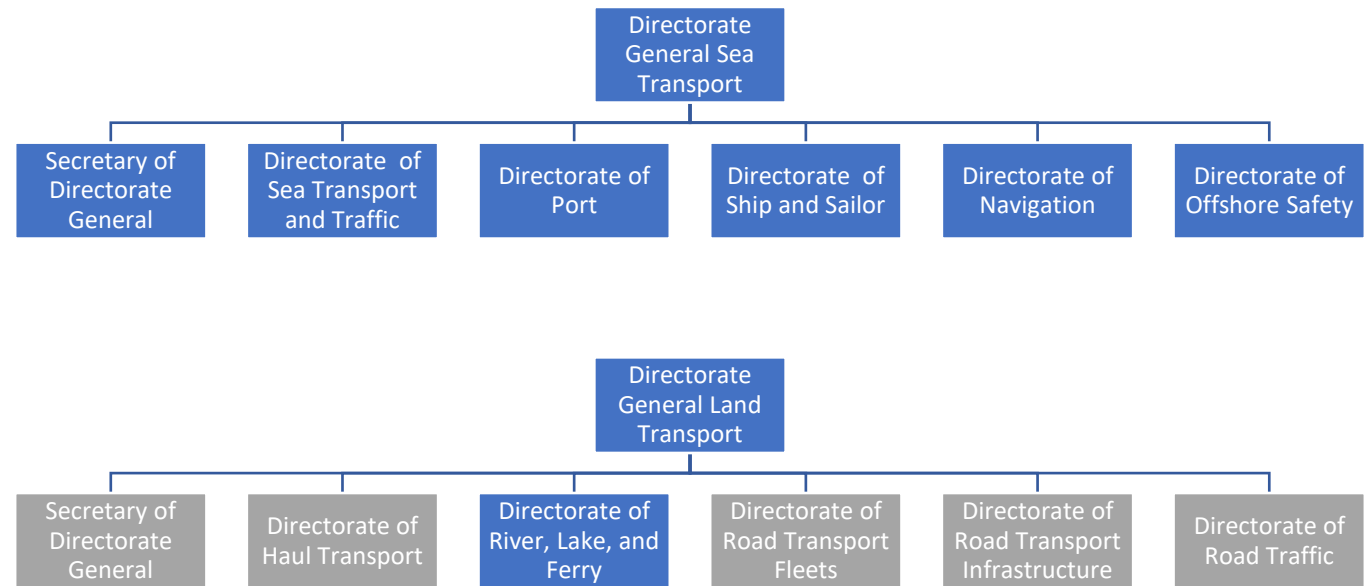 Directorate
General Sea
Transport
Secretary of
Directorate
General
Directorate of
Sea Transport
and Traffic
Directorate of
Port
Directorate of
Ship and Sailor
Directorate of
Navigation
Directorate of
Offshore Safety
Directorate
General Land
Transport
Secretary of
Directorate
General
Directorate of
Haul Transport
Directorate of
River, Lake, and
Ferry
Directorate of
Road Transport
Fleets
Directorate of
Road Transport
Infrastructure
Directorate of
Road Traffic